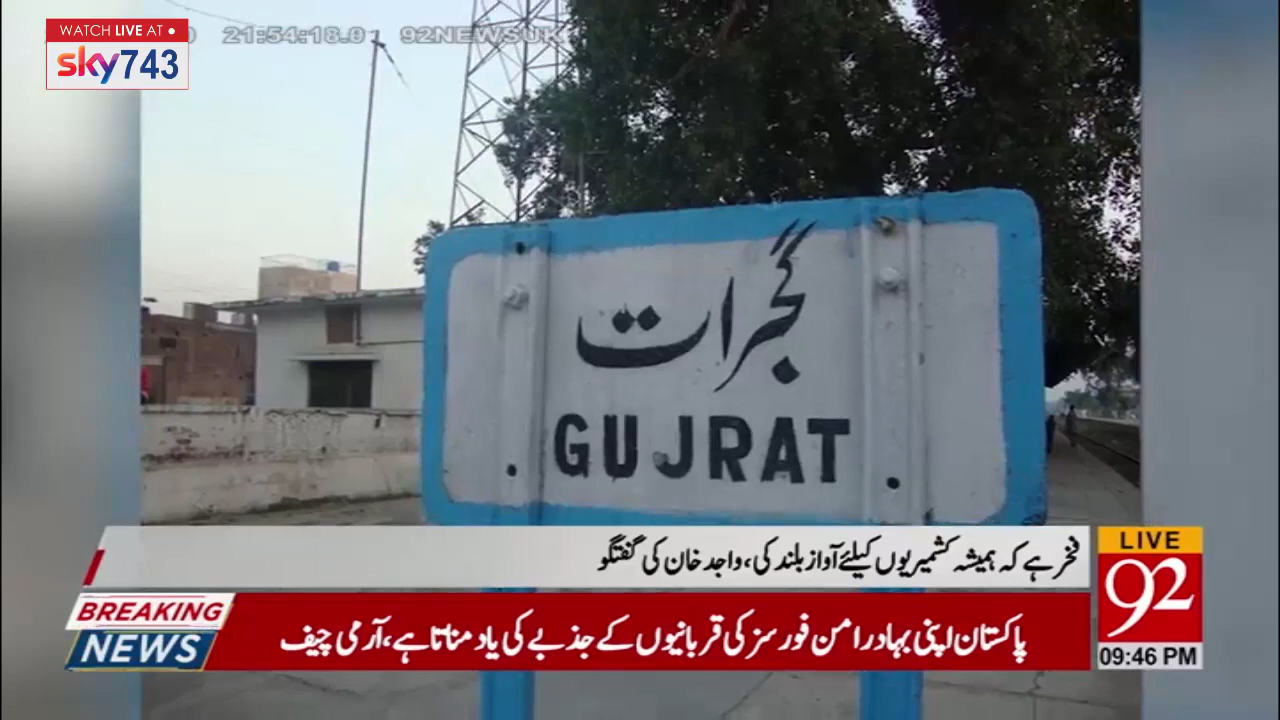 WATCH LIVE AT
sky743
21:54:18.0
92NEWSUK
گجرات
GUJRAT
فخر ہے کہ ہمیشہ کشمیریوں کیلئے آواز بلند کی، واجد خان کی گفتگو
LIVE
92
09:46 PM
BREAKING
NEWS
پاکستان اپنی بہادر امن فورسز کی قربانیوں کے جذبے کی یاد مناتا ہے، آرمی چیف